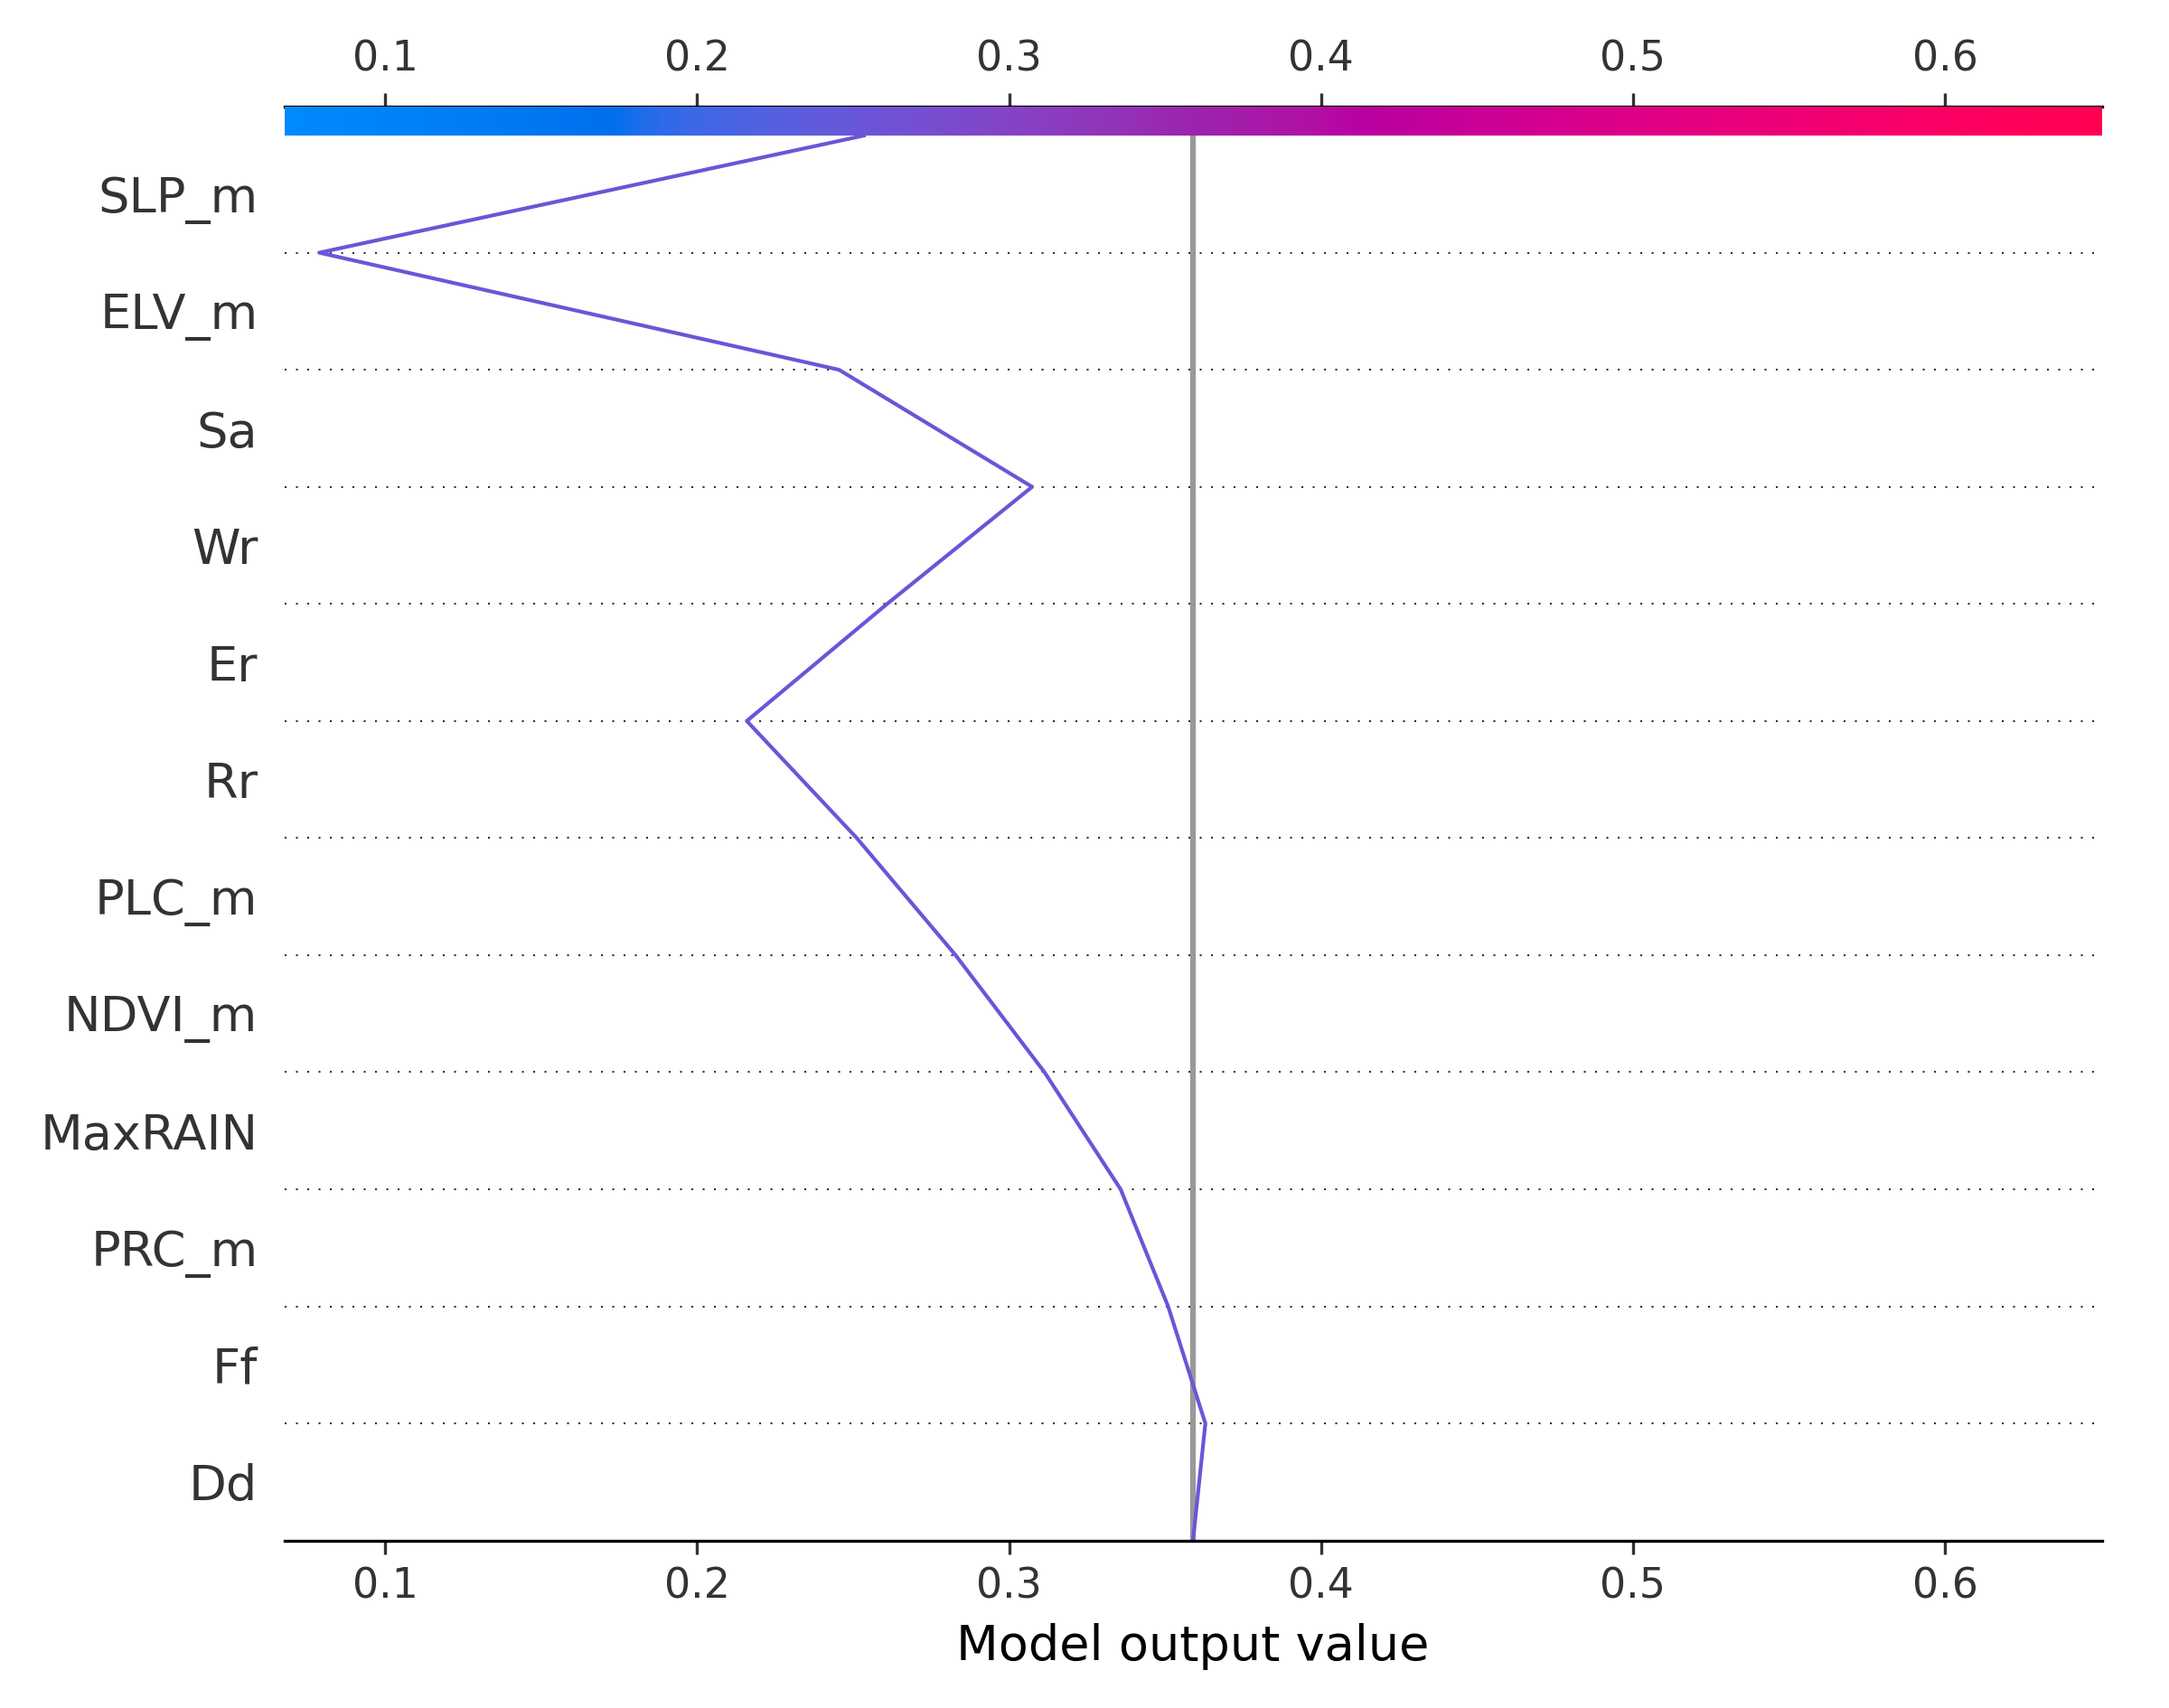 0.1 0.2 0.3 0.4 0.5 0.6
SLP_m
ELV_m
Sa
Wr
Er
Rr
PLC_m
NDVI_m
MaxRAIN
PRC_m
Ff
Dd
0.1 0.2 0.3 0.4 0.5 0.6
Model output value